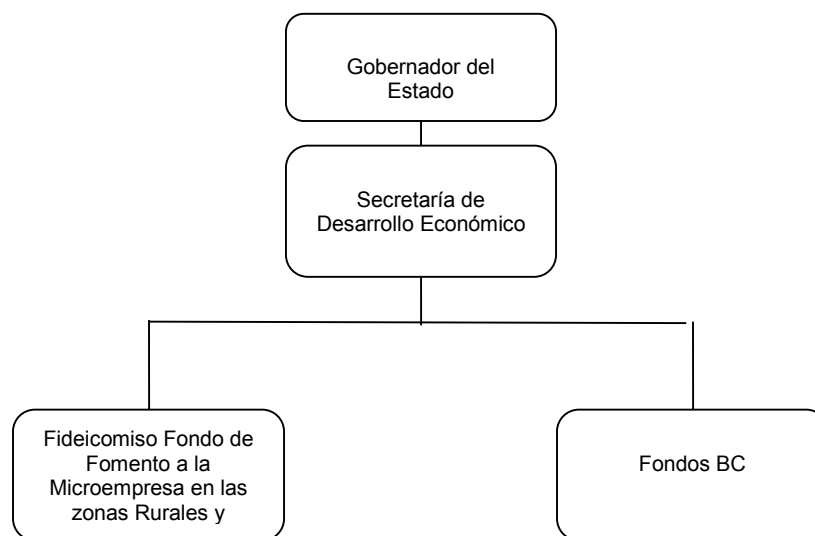 Gobernador del
Estado
Secretaría de
Desarrollo Económico
Fideicomiso Fondo de
Fomento a la
Microempresa en las
zonas Rurales y
Fondos BC